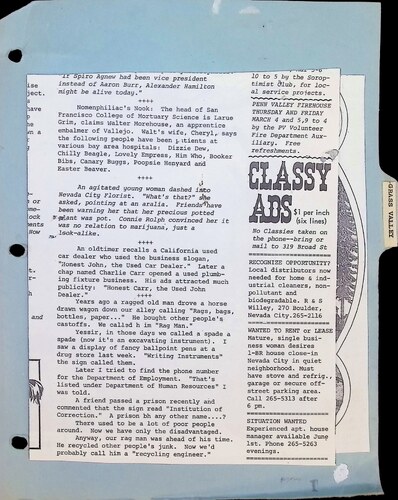 "If Spiro Agnew had been vice president
instead of Aaron Burr, Alexander Hamilton
might be alive today."
++++
Homenphiliac's Nook: The head of San
Francisco College of Mortuary Science is Larue
Grim, claims Walter Morehouse, an apprentice
embalmer of Vallejo. Walt's wife, Cheryl, says
the following people have been patients at
various bay area hospitals: Dizzie Dew,
Chilly Beagle, Lovely Empress, Him Who, Booker
Bibs, Canary Buggs, Poopsie Henyard and
Easter Beaver.
++++
An agitated young woman dashed into
Nevada City Florist. "What's that?" she
asked, pointing at an aralia. Friends have
been warning her that her precious potted
plant was pot. Connie Rolph convinced her it
was no relation to marijuana, just a
look-alike.
++++
An oldtimer recalls a California used
car dealer who used the business slogan,
"Honest John, the Used Car Dealer." Later a
chap named Charlie Carr opened a used plumb-
ing fixture business. His ads attracted much
publicity: "Honest Carr, the Used John
Dealer."
++++
Years ago a ragged old man drove a horse
drawn wagon down our alley calling "Rags, bags,
bottles, paper..." He bought other people's
castoffs. We called him "Rag Man."
Yessir, in those days we called a spade a
spade (now it's an excavating instrument). I
saw a display of fancy ballpoint pens at a
drug store last week. "Writing Instruments"
the sign called them.
Later I tried to find the phone number
for the Department of Employment. "That's
listed under Department of Human Resources" I
was told.
A friend passed a prison recently and
commented that the sign read "Institution of
Correction." A prison by any other name....?
There used to be a lot of poor people
around. Now we have only the disadvantaged.
Anyway, our rag man was ahead of his time.
He recycled other people's junk. Now we'd
probably call him a "recycling engineer."
10 to 5 by the Sorop-
timist Club, for loc-
al service projects.
PENN VALLEY FIREHOUSE
THURSDAY AND FRIDAY
MARCH 4 and 5,9 to 4
by the PV Volunteer
Fire Department Aux-
iliary. Free
refreshments.
CLASSY
ADS $1 per inch
(six lines)
No Classies taken on
the phone--bring or
mail to 319 Broad St
RECOGNIZE OPPORTUNITY?
Local distributors now
needed for home & ind-
ustrial cleaners, non-
pollutant and
biodegradable. R & S
Willey, 270 Boulder,
Nevada City.265-2116
WANTED TO RENT OR LEASE
Mature, single busi-
ness woman desires
1-BR house close-in
Nevada City in quiet
neighborhood. Must
have stove and refrig.,
garage or secure off-
street parking area.
Call 265-5313 after
6 pm.
SITUATION WANTED
Experienced apt. house
manager available June
1st. Phone 265-5263
evenings.
GRASS VALLEY